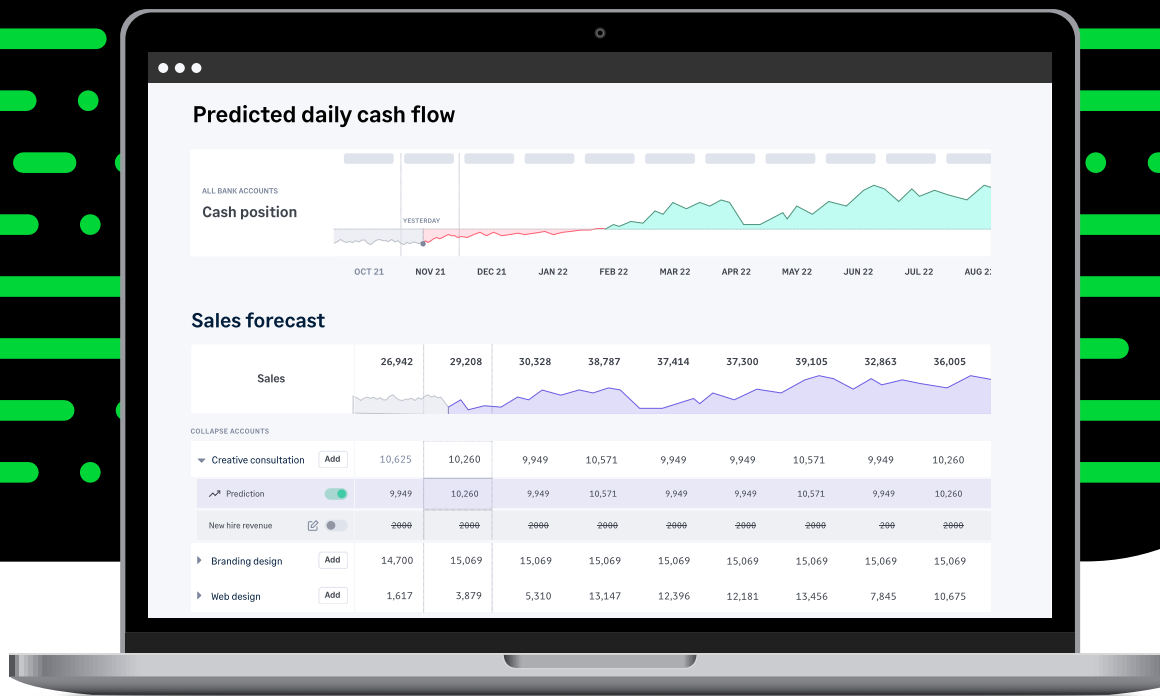 Predicted daily cash flow
ALL BANK ACCOUNTS
Cash position
YESTERDAY
OCT 21 NOV 21 DEC 21 JAN 22 FEB 22 MAR 22 APR 22 MAY 22 JUN 22 JUL 22 AUG 22
Sales forecast
Sales 26,942 29,208 30,328 38,787 37,414 37,300 39,105 32,863 36,005
COLLAPSE ACCOUNTS
Creative consultation Add 10,625 10,260 9,949 10,571 9,949 9,949 10,571 9,949 10,260
Prediction 9,949 10,260 9,949 10,571 9,949 9,949 10,571 9,949 10,260
New hire revenue 2000 2000 2000 2000 2000 2000 2000 200 2000
Branding design Add 14,700 15,069 15,069 15,069 15,069 15,069 15,069 15,069 15,069
Web design Add 1,617 3,879 5,310 13,147 12,396 12,181 13,456 7,845 10,675